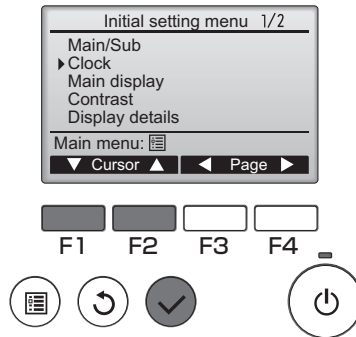 Initial setting menu 1/2
Main/Sub
Clock
Main display
Contrast
Display details
Main menu:
Cursor Page
F1 F2 F3 F4